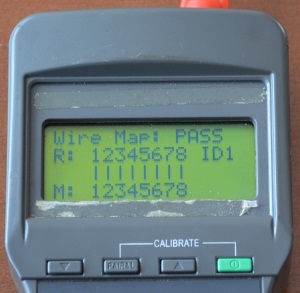 Wire Map: PASS
R: 12345678 ID1
||||||||
M: 12345678
CALIBRATE